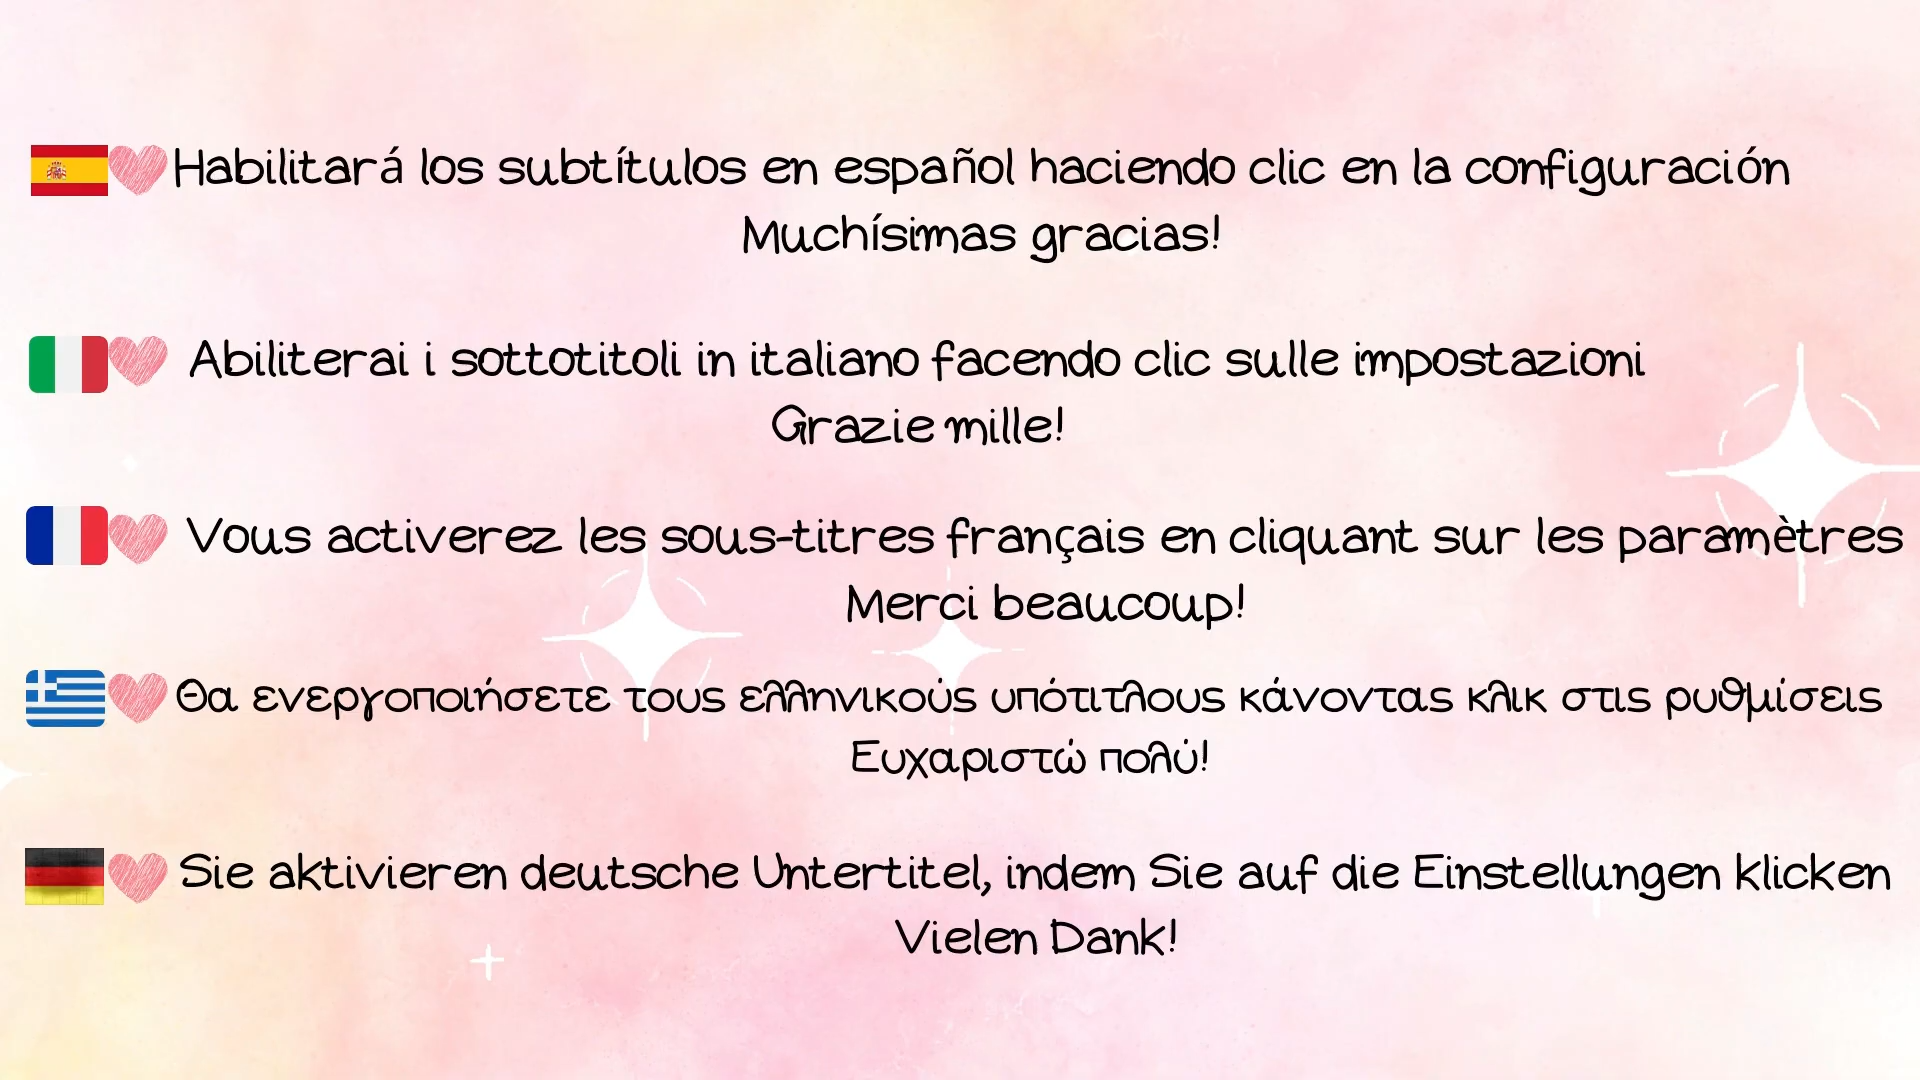 Habilitará los subtítulos en español haciendo clic en la configuración
Muchísimas gracias!
Abiliterai i sottotitoli in italiano facendo clic sulle impostazioni
Grazie mille!
Vous activerez les sous-titres français en cliquant sur les paramètres
Merci beaucoup!
Θα ενεργοποιήσετε τους ελληνικούς υπότιτλους κάνοντας κλικ στις ρυθμίσεις
Ευχαριστώ πολύ!
Sie aktivieren deutsche Untertitel, indem Sie auf die Einstellungen klicken
Vielen Dank!